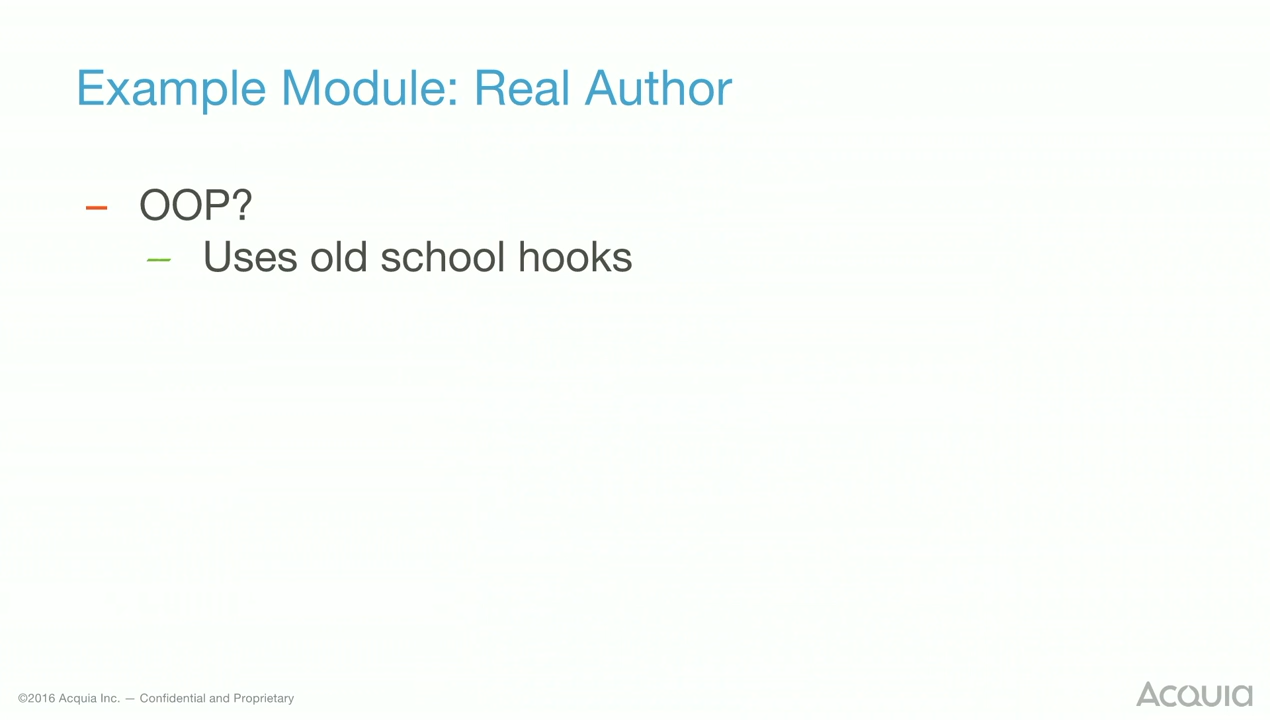 Example Module: Real Author
– OOP?
– Uses old school hooks
©2016 Acquia Inc. — Confidential and Proprietary
Acquia